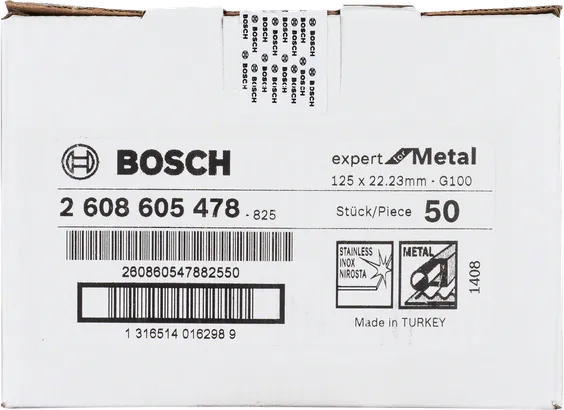 BOSCH
expert for Metal
125 x 22.23mm - G100
2 608 605 478 - 825
Stück/Piece 50
260860547882550
STAINLESS
INOX
NIROSTA
METAL
1408
1 316514 016298 9
Made in TURKEY